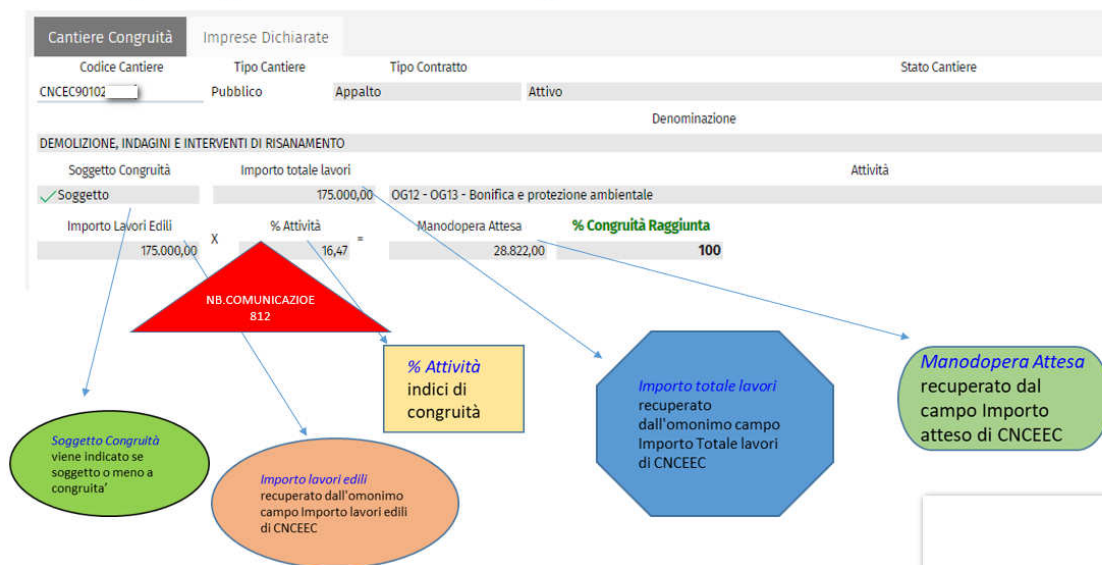 Cantiere Congruità Imprese Dichiarate
Codice Cantiere Tipo Cantiere Tipo Contratto Stato Cantiere
CNCEC90102 Pubblico Appalto Attivo
Denominazione
DEMOLIZIONE, INDAGINI E INTERVENTI DI RISANAMENTO
Soggetto Congruità Importo totale lavori Attività
Soggetto 175.000,00 OG12 - OG13 - Bonifica e protezione ambientale
Importo Lavori Edili % Attività Manodopera Attesa % Congruità Raggiunta
175.000,00 X 16,47 = 28.822,00 100
NB.COMUNICAZIOE
812
% Attività
indici di
congruità
Importo totale lavori
recuperato
dall'omonimo campo
Importo Totale lavori
di CNCEEC
Manodopera Attesa
recuperato dal
campo Importo
atteso di CNCEEC
Soggetto Congruità
viene indicato se
soggetto o meno a
congruita'
Importo lavori edili
recuperato dall'omonimo
campo Importo lavori edili
di CNCEEC